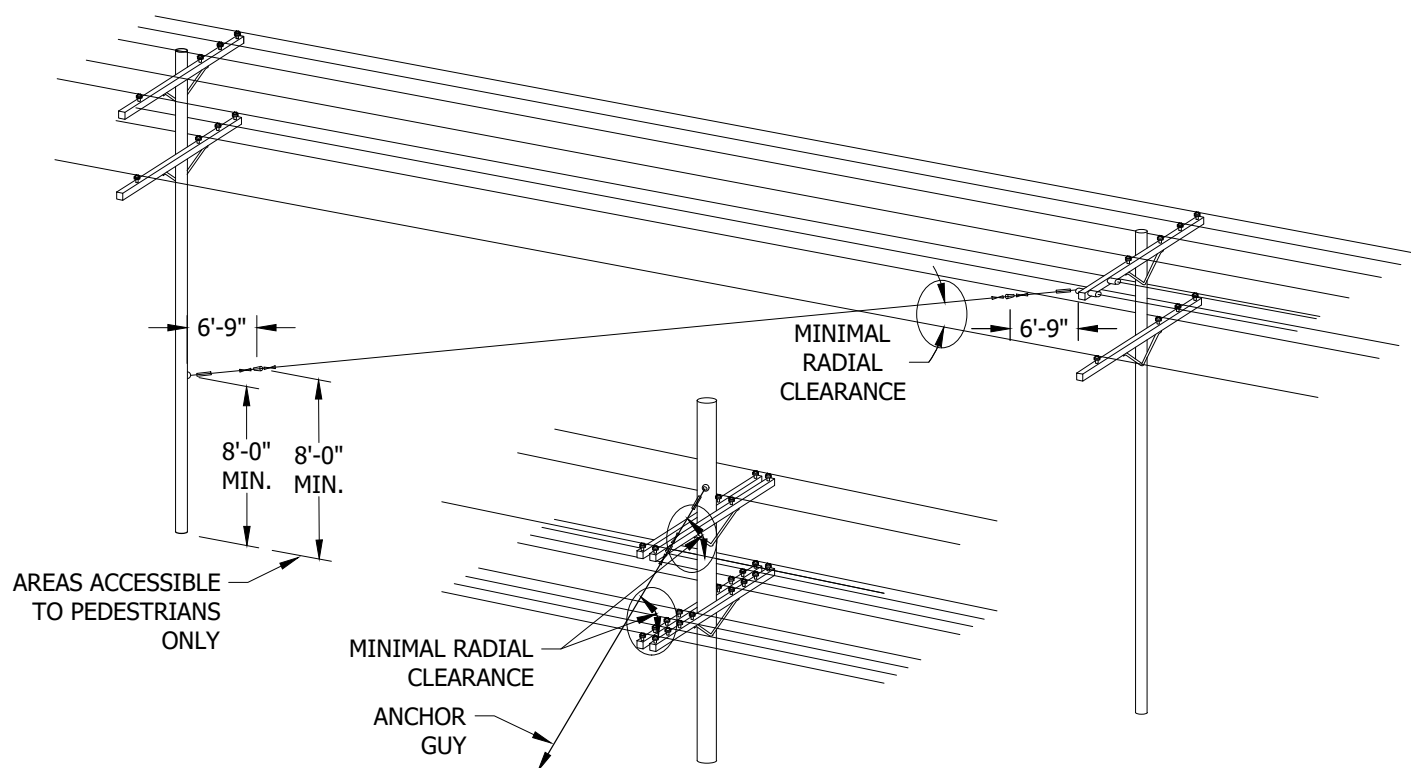 6'-9"
MINIMAL
RADIAL
CLEARANCE
6'-9"
8'-0"
MIN.
8'-0"
MIN.
AREAS ACCESSIBLE
TO PEDESTRIANS
ONLY
MINIMAL RADIAL
CLEARANCE
ANCHOR
GUY